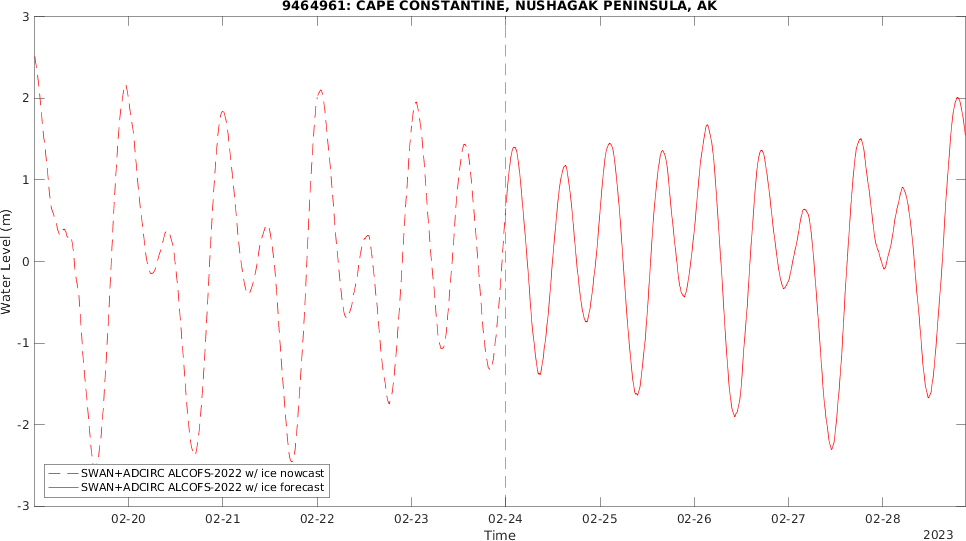 9464961: CAPE CONSTANTINE, NUSHAGAK PENINSULA, AK
3
2
1
0
-1
-2
-3
Water Level (m)
SWAN+ADCIRC ALCOFS-2022 w/ ice nowcast
SWAN+ADCIRC ALCOFS-2022 w/ ice forecast
02-20 02-21 02-22 02-23 02-24 02-25 02-26 02-27 02-28
Time
2023